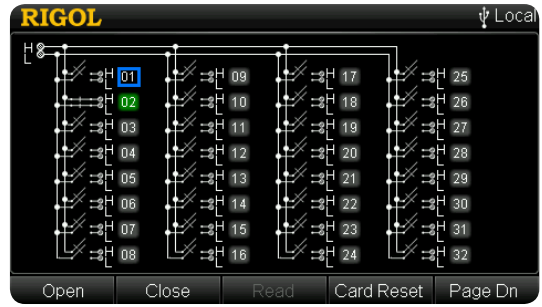 RIGOL Local
H
L
H 01 H 09 H 17 H 25
L L L L
H 02 H 10 H 18 H 26
L L L L
H 03 H 11 H 19 H 27
L L L L
H 04 H 12 H 20 H 28
L L L L
H 05 H 13 H 21 H 29
L L L L
H 06 H 14 H 22 H 30
L L L L
H 07 H 15 H 23 H 31
L L L L
H 08 H 16 H 24 H 32
L L L L
Open Close Read Card Reset Page Dn